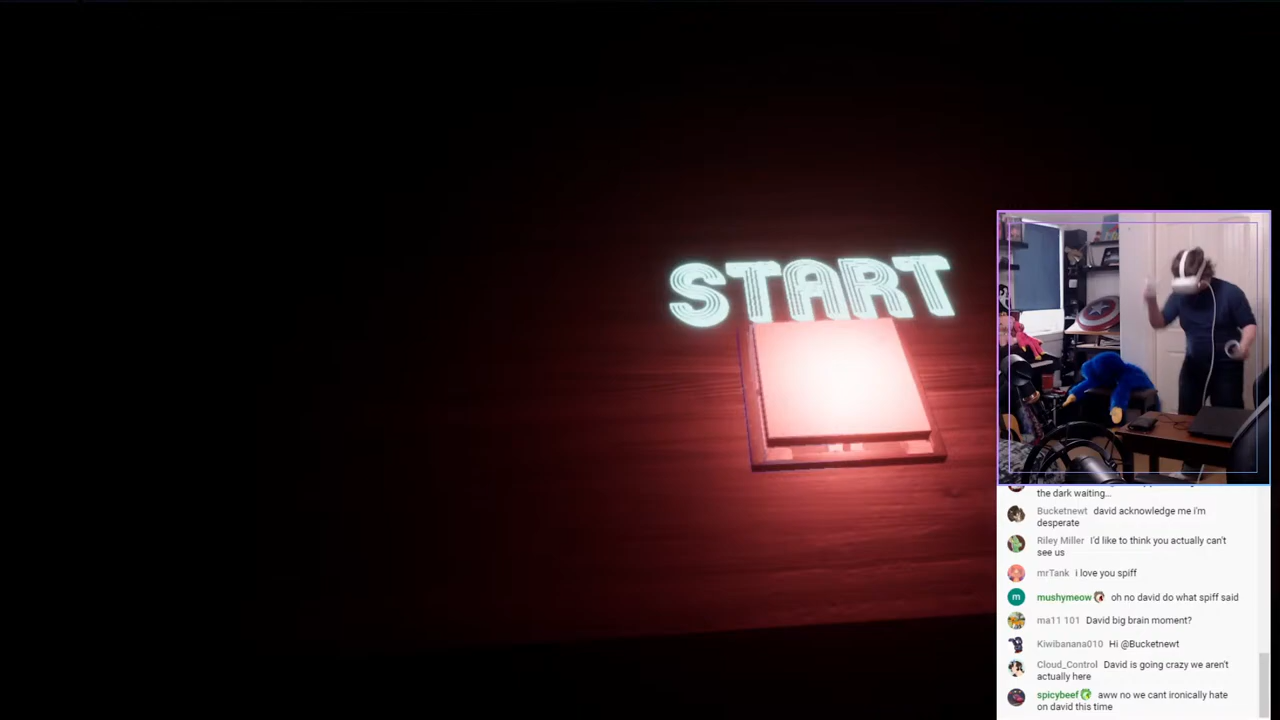 START
the dark waiting...
Bucketnewt david acknowledge me i'm
desperate
Riley Miller I'd like to think you actually can't
see us
mrTank i love you spiff
m mushymeow oh no david do what spiff said
ma11 101 David big brain moment?
Kiwibanana010 Hi @Bucketnewt
Cloud_Control David is going crazy we aren't
actually here
spicybeef aww no we cant ironically hate
on david this time